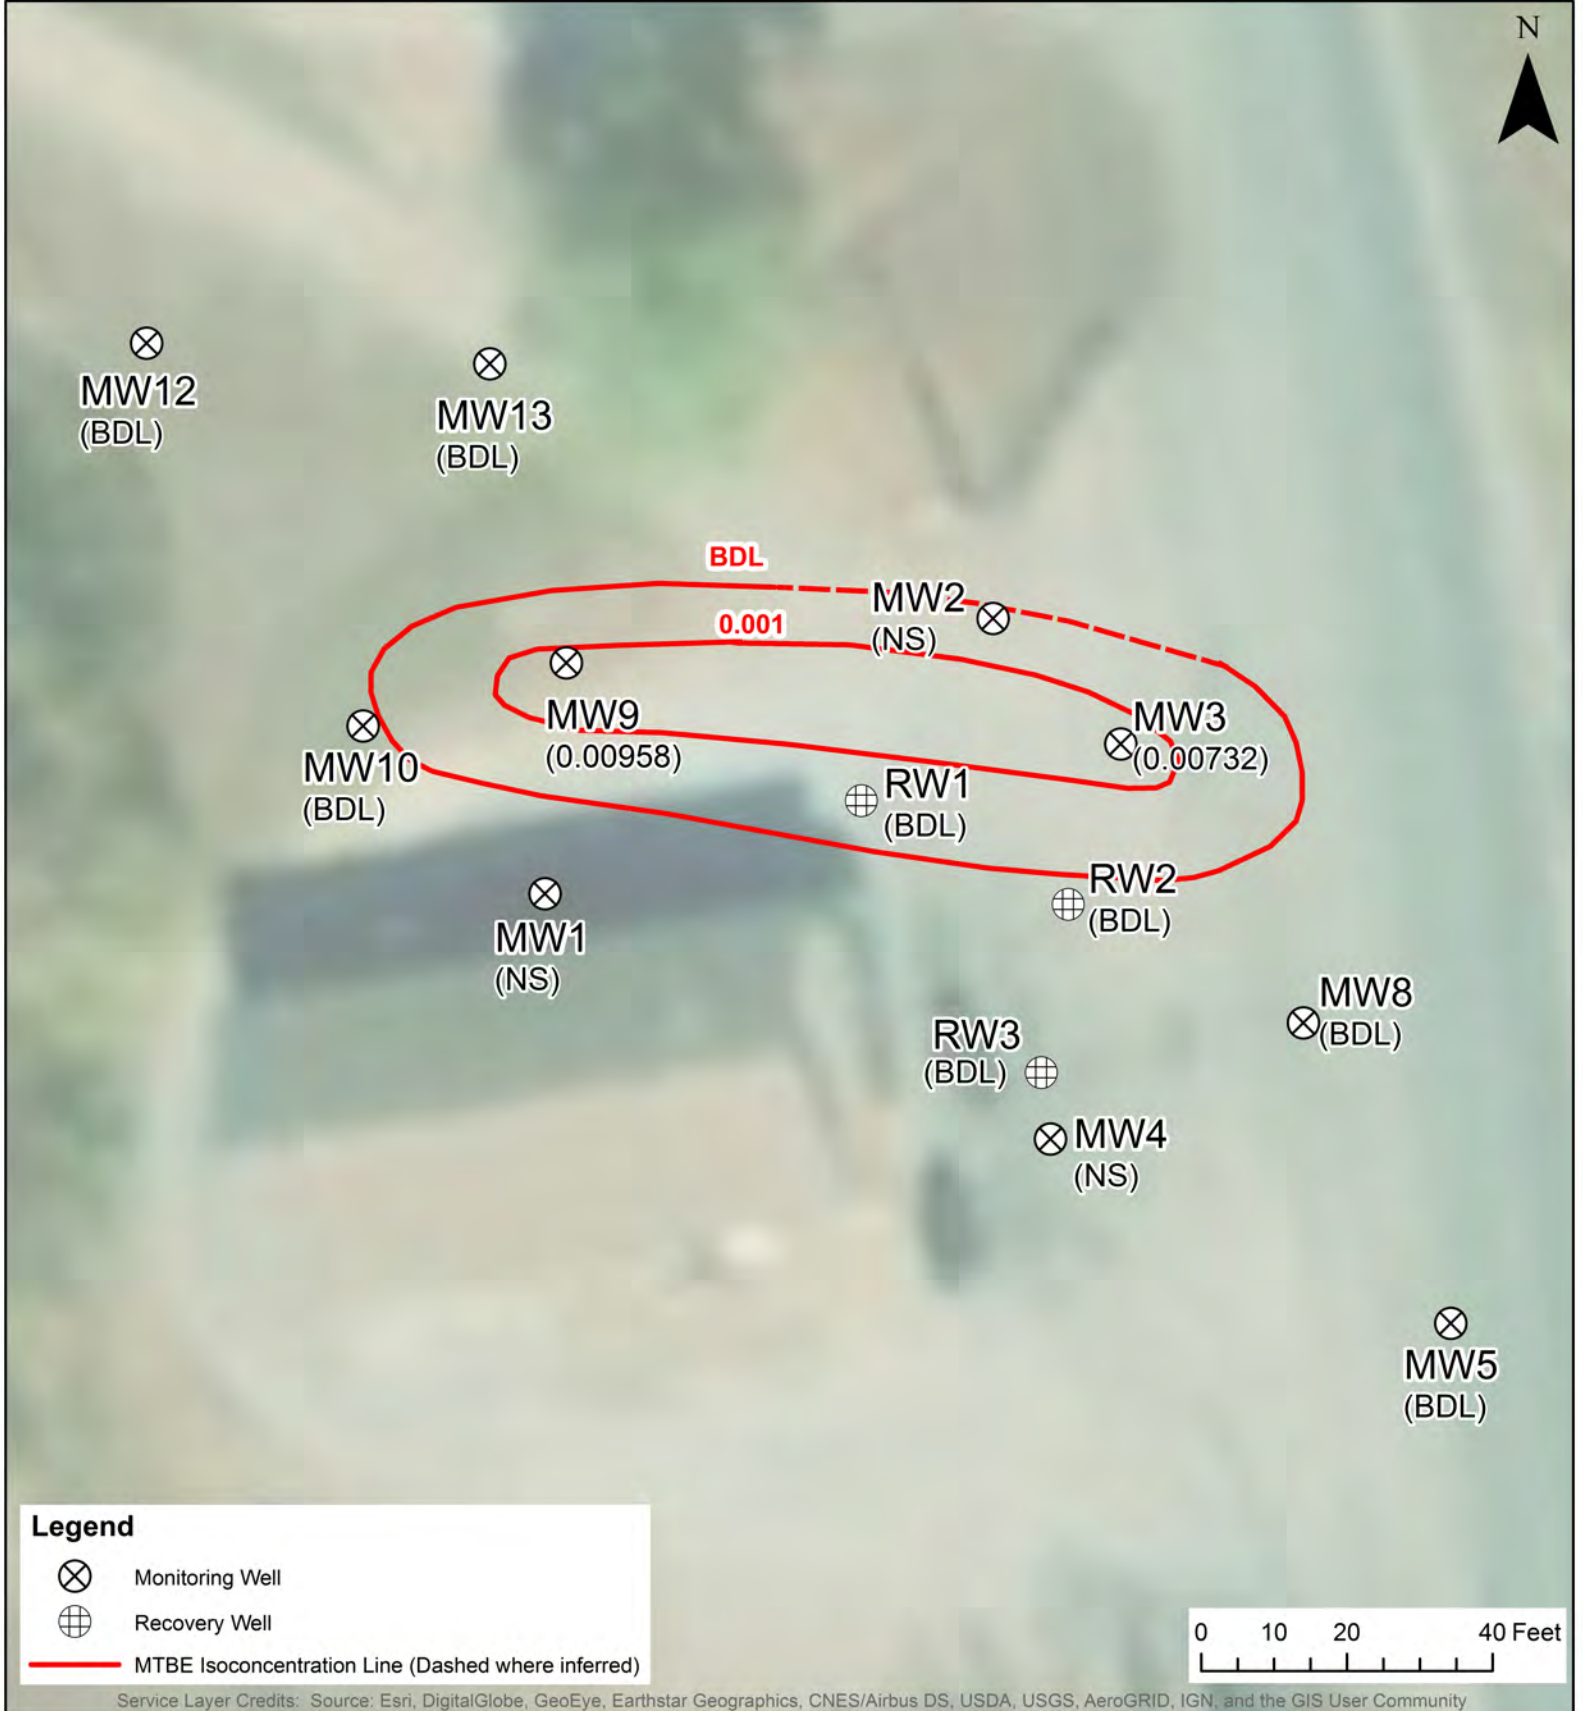 N
MW12
(BDL)
MW13
(BDL)
BDL
MW2
(NS)
0.001
MW9
(0.00958)
MW3
(0.00732)
MW10
(BDL)
RW1
(BDL)
RW2
(BDL)
MW1
(NS)
MW8
(BDL)
RW3
(BDL)
MW4
(NS)
MW5
(BDL)
Legend
Monitoring Well
Recovery Well
MTBE Isoconcentration Line (Dashed where inferred)
0 10 20 40 Feet
Service Layer Credits: Source: Esri, DigitalGlobe, GeoEye, Earthstar Geographics, CNES/Airbus DS, USDA, USGS, AeroGRID, IGN, and the GIS User Community